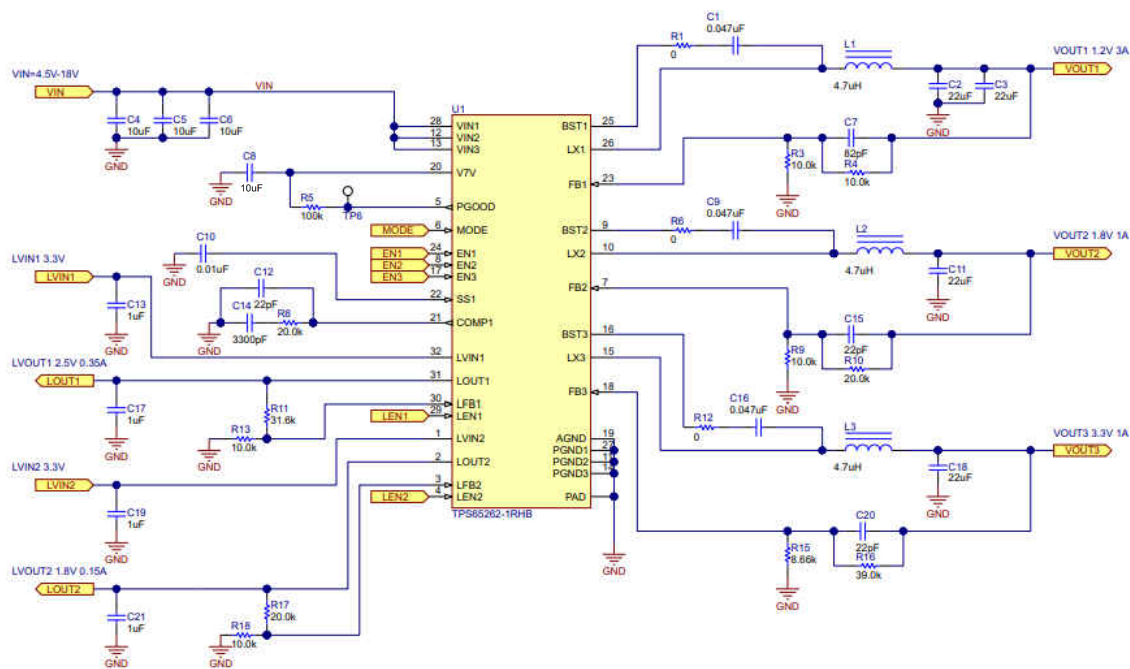 C1
0.047uF
R1
0
L1
4.7uH
VOUT1 1.2V 3A
VOUT1
C2
22uF
C3
22uF
GND
VIN=4.5V-18V
VIN
VIN
C4
10uF
C5
10uF
C6
10uF
GND
U1
28 VIN1
12 VIN2
13 VIN3
20 V7V
5 PGOOD
6 MODE
24 EN1
8 EN2
17 EN3
22 SS1
21 COMP1
32 LVIN1
31 LOUT1
30 LFB1
29 LEN1
1 LVIN2
2 LOUT2
3 LFB2
4 LEN2
BST1 25
LX1 26
FB1 23
BST2 9
LX2 10
FB2 7
BST3 16
LX3 15
FB3 18
AGND 19
PGND1 27
PGND2
PGND3 14
PAD
TPS65262-1RHB
GND
C8
10uF
GND
R5
100k
TP6
MODE
EN1
EN2
EN3
C10
0.01uF
GND
C12
22pF
C14
3300pF
R8
20.0k
GND
LVIN1 3.3V
LVIN1
C13
1uF
GND
LVOUT1 2.5V 0.35A
LOUT1
C17
1uF
GND
R11
31.6k
R13
10.0k
GND
LEN1
LVIN2 3.3V
LVIN2
C19
1uF
GND
LEN2
LVOUT2 1.8V 0.15A
LOUT2
C21
1uF
GND
R17
20.0k
R18
10.0k
GND
C7
82pF
R3
10.0k
R4
10.0k
GND
C9
0.047uF
R6
0
L2
4.7uH
VOUT2 1.8V 1A
VOUT2
C11
22uF
GND
C15
22pF
R9
10.0k
R10
20.0k
GND
C16
0.047uF
R12
0
L3
4.7uH
VOUT3 3.3V 1A
VOUT3
C18
22uF
GND
C20
22pF
R15
8.66k
R16
39.0k
GND